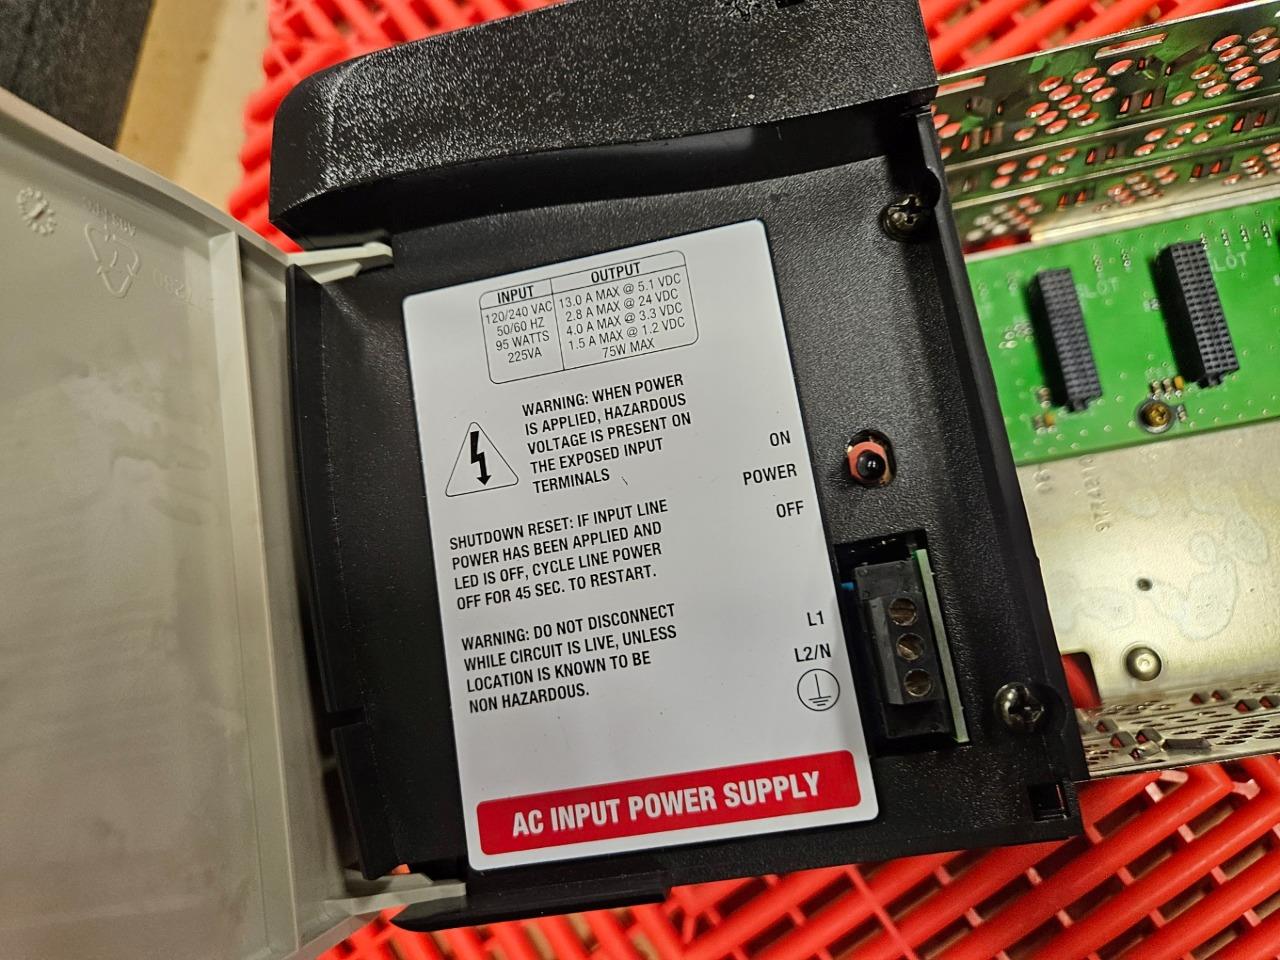 INPUT
120/240 VAC
50/60 HZ
95 WATTS
225VA
OUTPUT
13.0 A MAX @ 5.1 VDC
2.8 A MAX @ 24 VDC
4.0 A MAX @ 3.3 VDC
1.5 A MAX @ 1.2 VDC
75W MAX
WARNING: WHEN POWER
IS APPLIED, HAZARDOUS
VOLTAGE IS PRESENT ON
THE EXPOSED INPUT
TERMINALS
ON
POWER
OFF
SHUTDOWN RESET: IF INPUT LINE
POWER HAS BEEN APPLIED AND
LED IS OFF, CYCLE LINE POWER
OFF FOR 45 SEC. TO RESTART.
L1
L2/N
WARNING: DO NOT DISCONNECT
WHILE CIRCUIT IS LIVE, UNLESS
LOCATION IS KNOWN TO BE
NON HAZARDOUS.
AC INPUT POWER SUPPLY
SLOT
SLOT